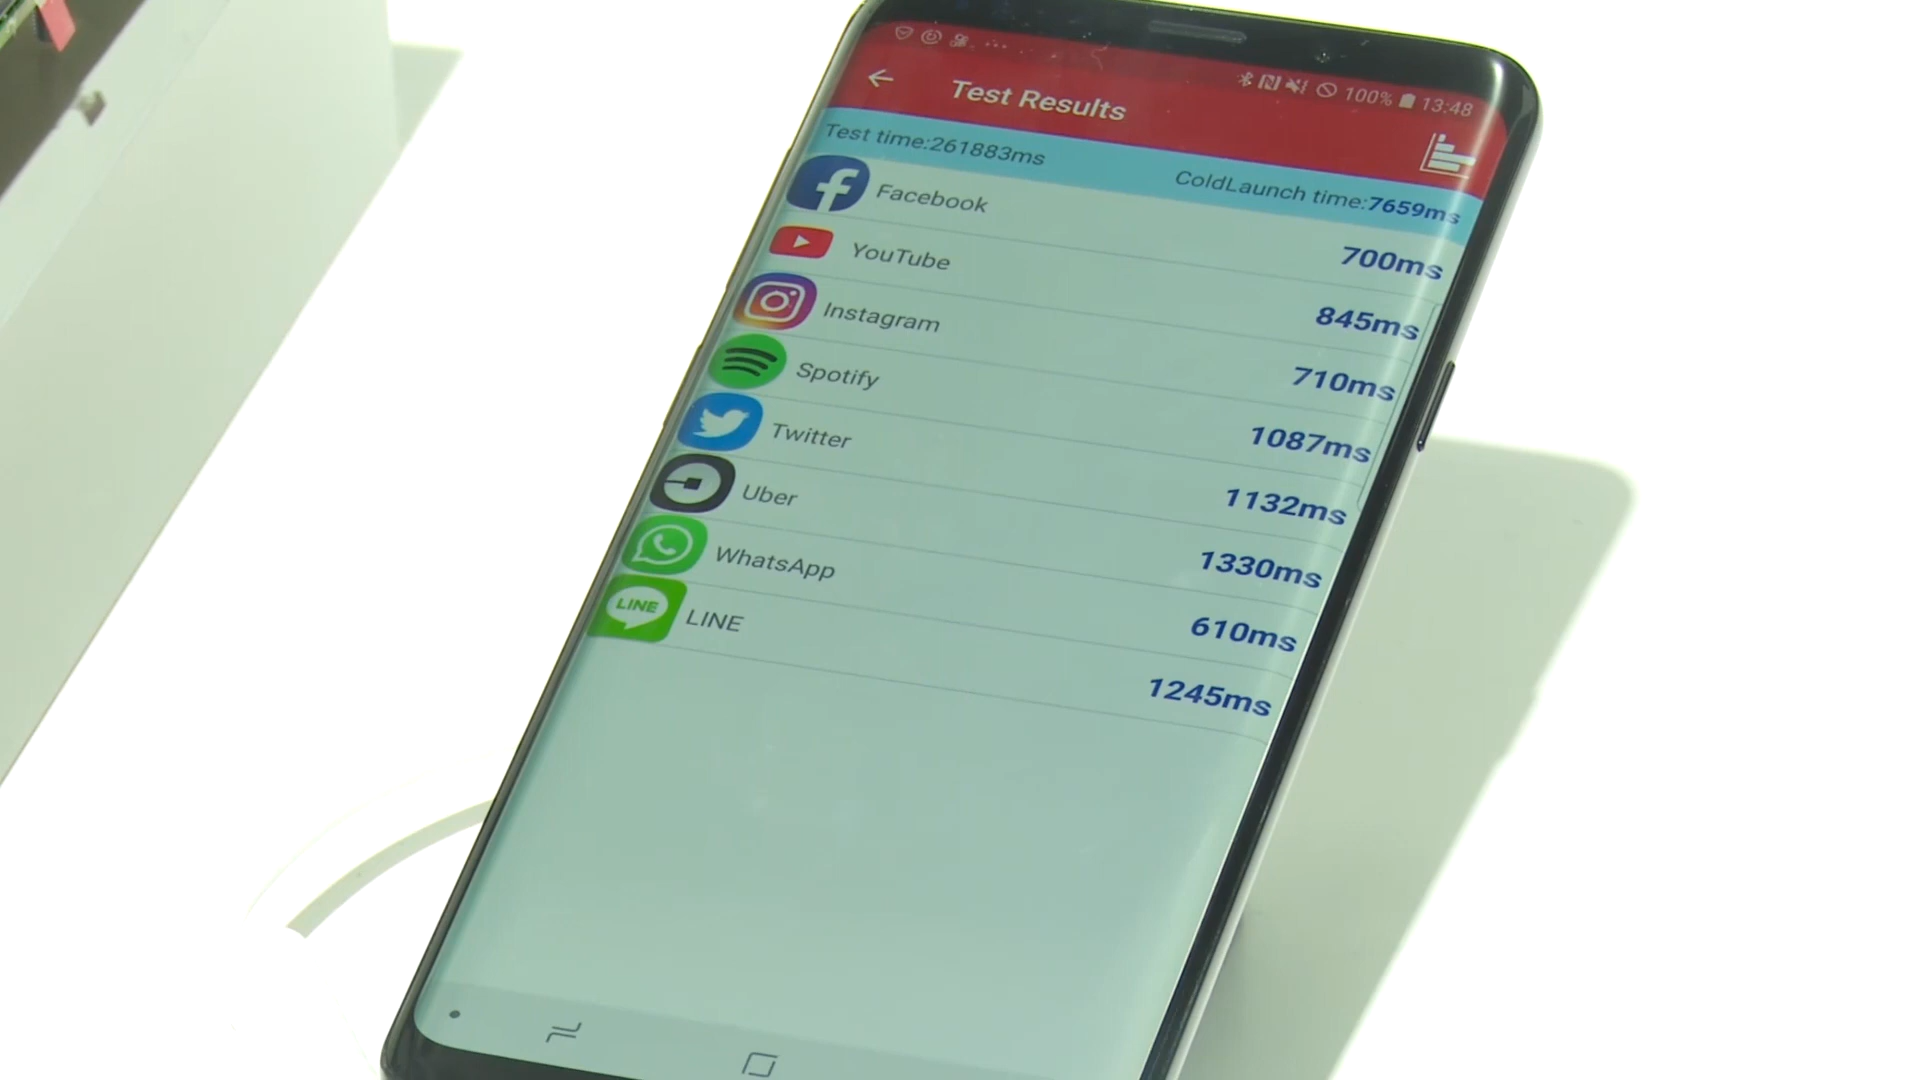 100% 13:48
Test Results
Test time:261883ms
ColdLaunch time:7659ms
Facebook 700ms
YouTube 845ms
Instagram 710ms
Spotify 1087ms
Twitter 1132ms
Uber 1330ms
WhatsApp 610ms
LINE LINE 1245ms